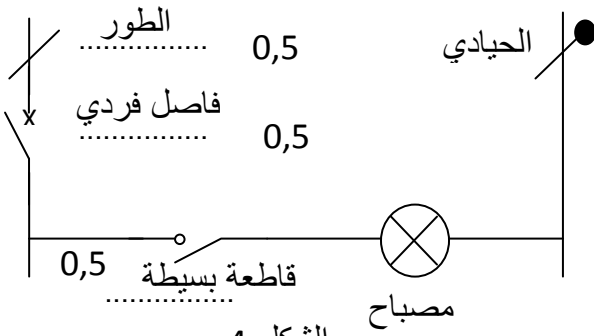 الطور
0,5
الحيادي
فاصل فردي
0,5
0,5
قاطعة بسيطة
مصباح